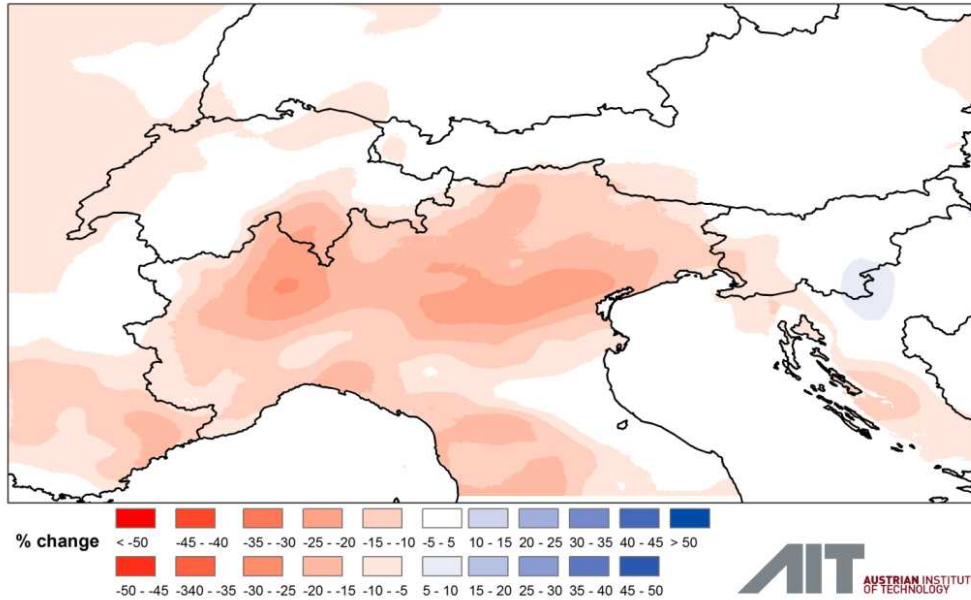 % change
< -50 -45 - -40 -35 - -30 -25 - -20 -15 - -10 -5 - 5 10 - 15 20 - 25 30 - 35 40 - 45 > 50
-50 - -45 -340 - -35 -30 - -25 -20 - -15 -10 - -5 5 - 10 15 - 20 25 - 30 35 - 40 45 - 50
AIT
AUSTRIAN INSTITUT
OF TECHNOLOGY